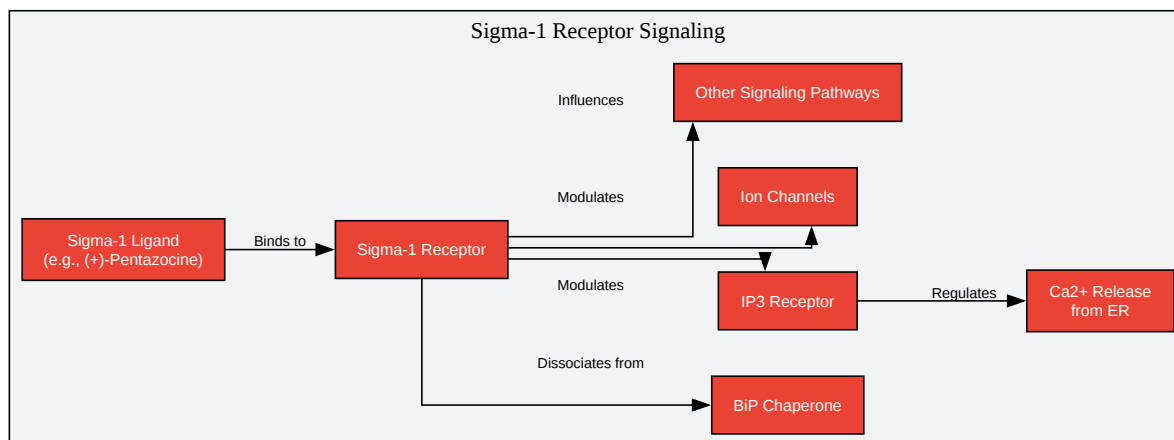 Sigma-1 Receptor Signaling
Influences
Other Signaling Pathways
Modulates
Ion Channels
Sigma-1 Ligand
(e.g., (+)-Pentazocine)
Binds to
Sigma-1 Receptor
Modulates
IP3 Receptor
Regulates
Ca2+ Release
from ER
Dissociates from
BiP Chaperone